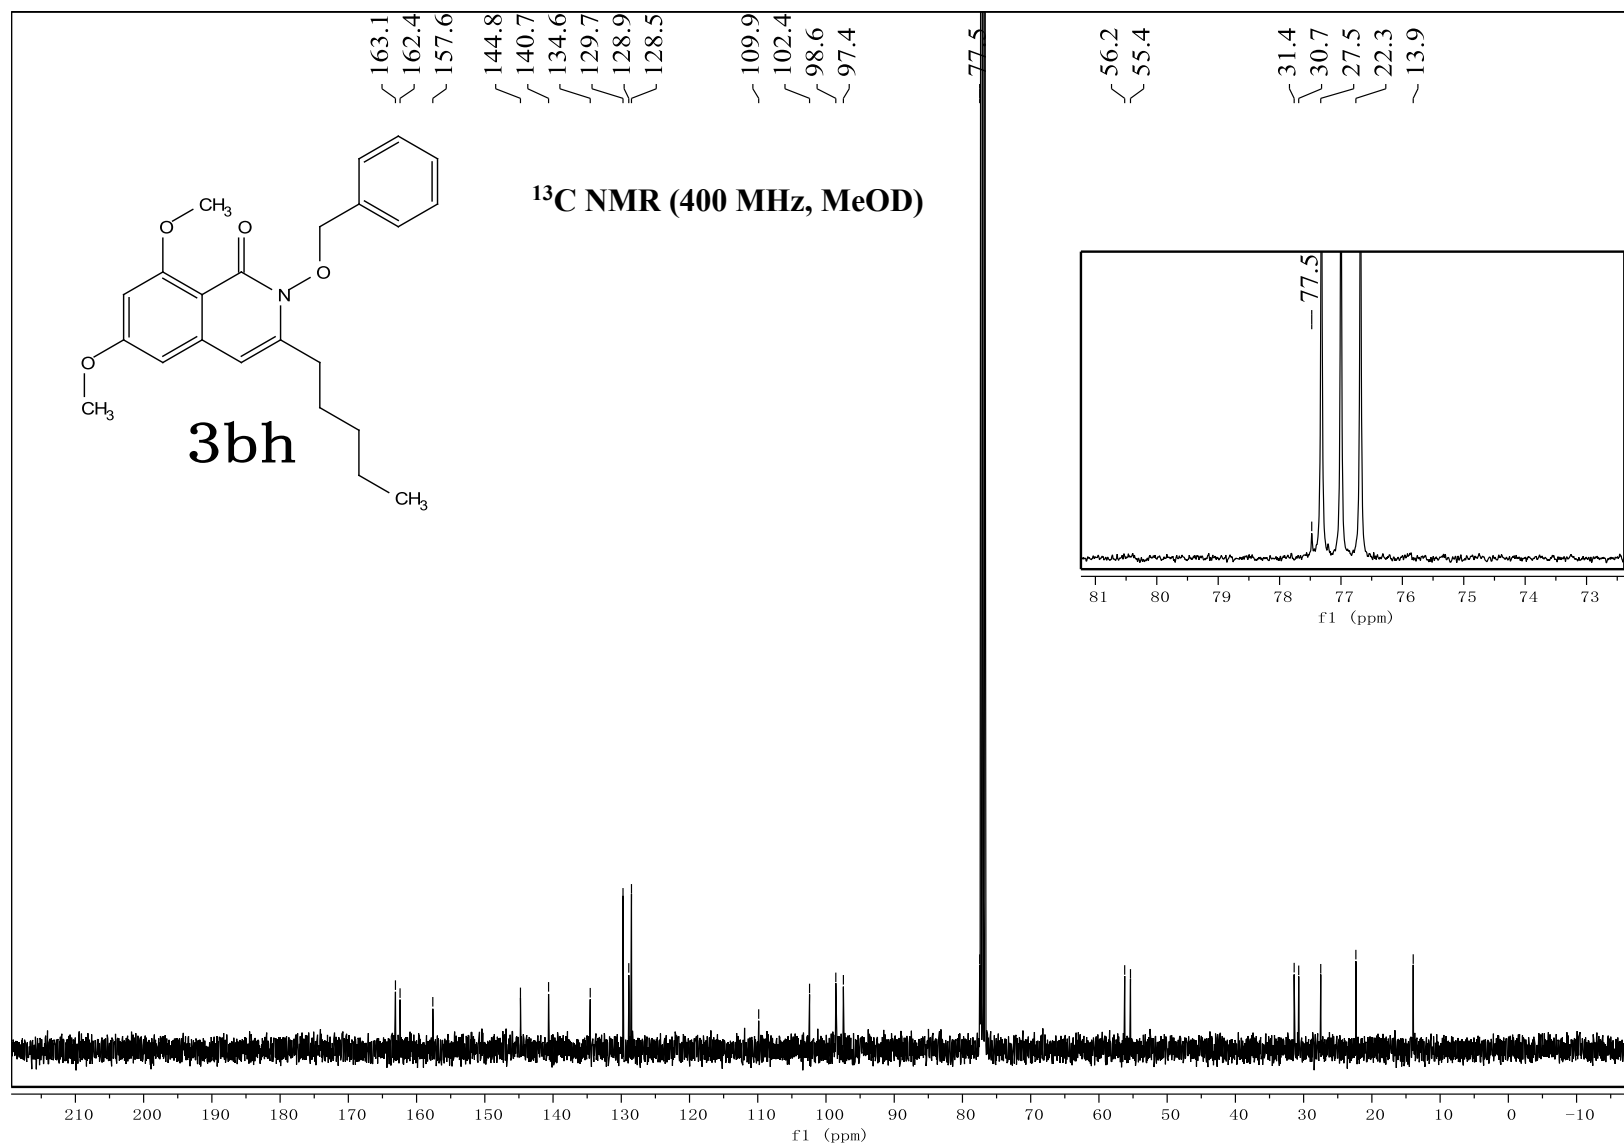 163.1
162.4
157.6
144.8
140.7
134.6
129.7
128.9
128.5
109.9
102.4
98.6
97.4
77.5
56.2
55.4
31.4
30.7
27.5
22.3
13.9
¹³C NMR (400 MHz, MeOD)
CH₃
O
O
O
N
O
CH₃
3bh
CH₃
77.5
81 80 79 78 77 76 75 74 73
f1 (ppm)
210 200 190 180 170 160 150 140 130 120 110 100 90 80 70 60 50 40 30 20 10 0 -10
f1 (ppm)